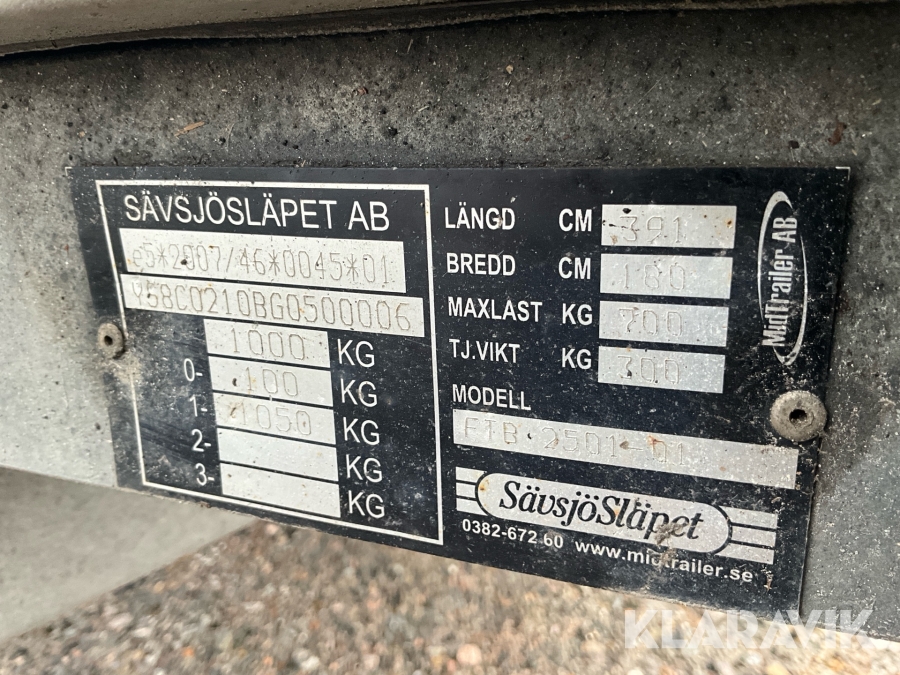 SÄVSJÖSLÄPET AB
e5*2007/46*0045*01
Y58C0210BG0500006
1000 KG
0- 100 KG
1- 1050 KG
2- KG
3- KG
LÄNGD CM 391
BREDD CM 180
MAXLAST KG 700
TJ.VIKT KG 300
MODELL
FTB 2501-01
SävsjöSläpet
0382-672 60 www.midtrailer.se
MidTrailer AB
KLARAVIK